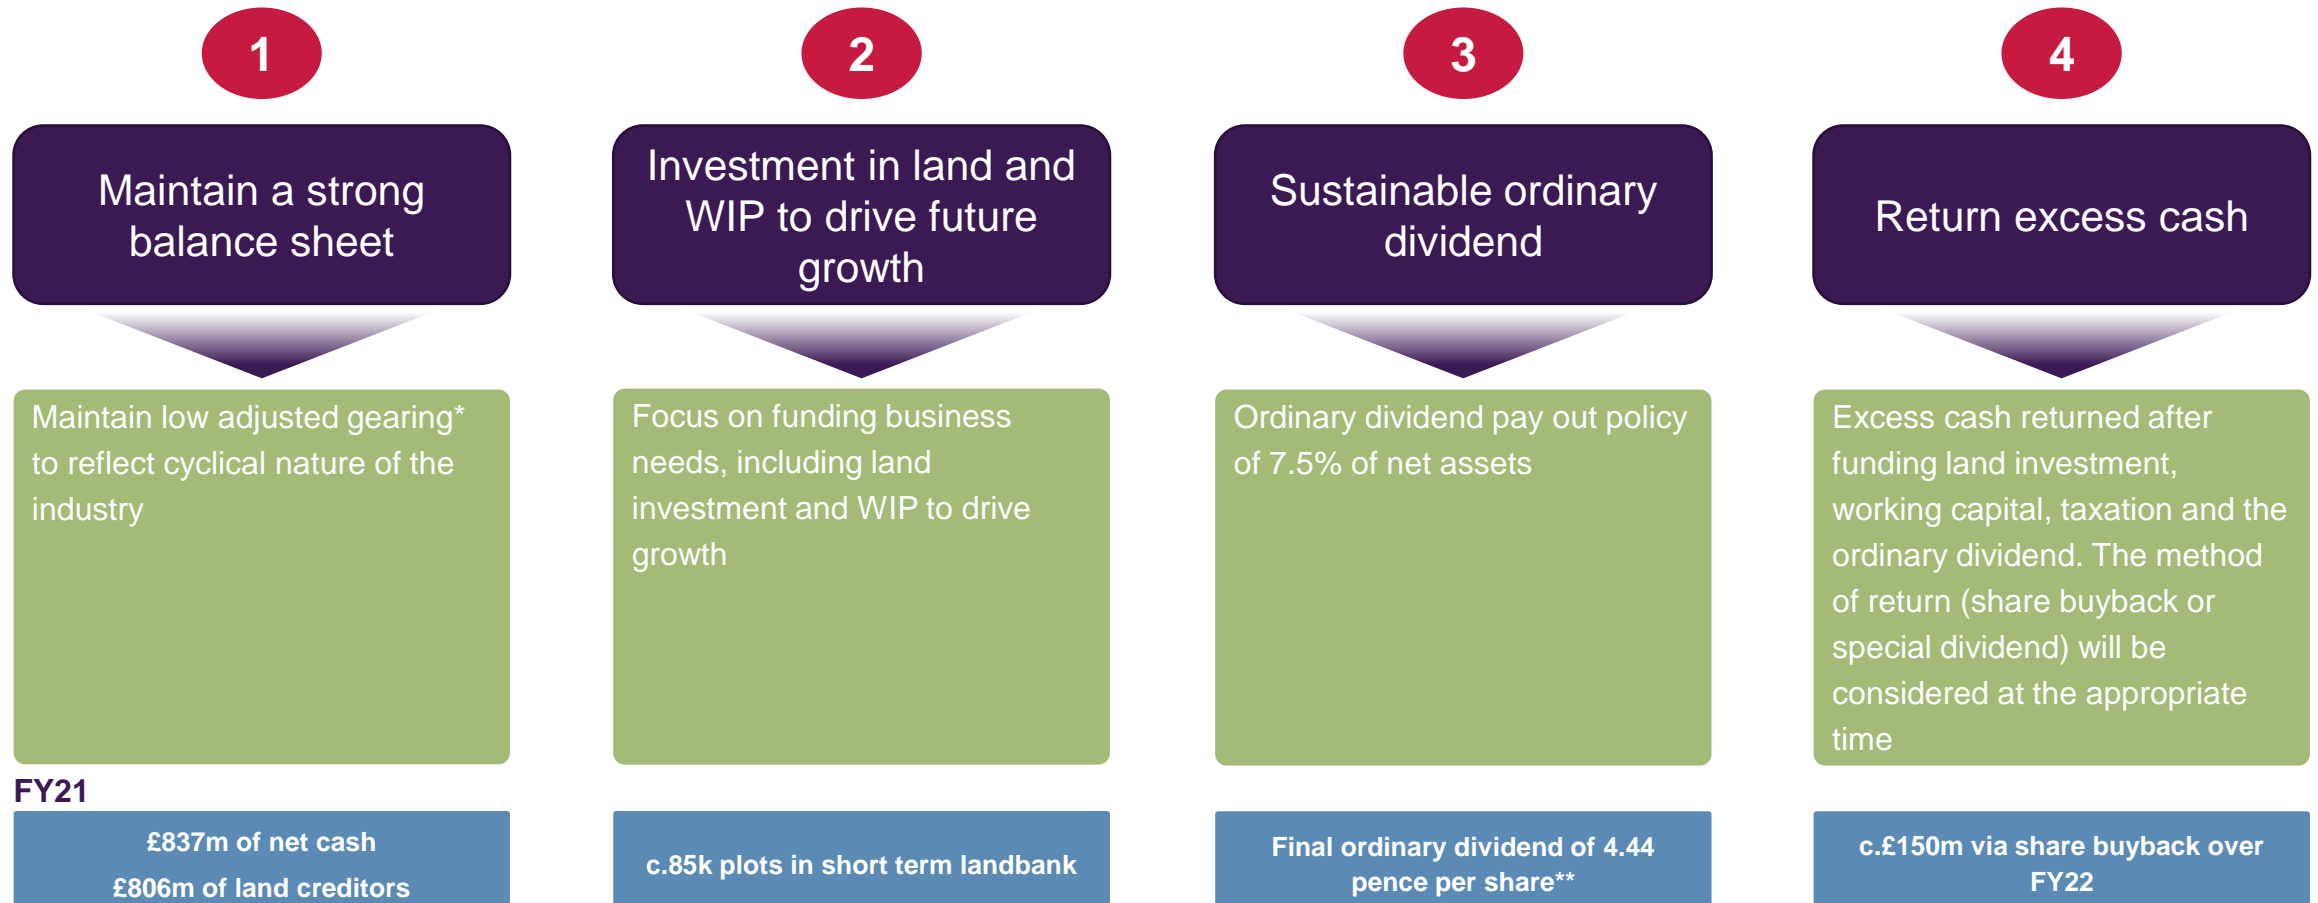 1
Maintain a strong
balance sheet
Maintain low adjusted gearing*
to reflect cyclical nature of the
industry
FY21
£837m of net cash
£806m of land creditors
2
Investment in land and
WIP to drive future
growth
Focus on funding business
needs, including land
investment and WIP to drive
growth
c.85k plots in short term landbank
3
Sustainable ordinary
dividend
Ordinary dividend pay out policy
of 7.5% of net assets
Final ordinary dividend of 4.44
pence per share**
4
Return excess cash
Excess cash returned after
funding land investment,
working capital, taxation and the
ordinary dividend. The method
of return (share buyback or
special dividend) will be
considered at the appropriate
time
c.£150m via share buyback over
FY22